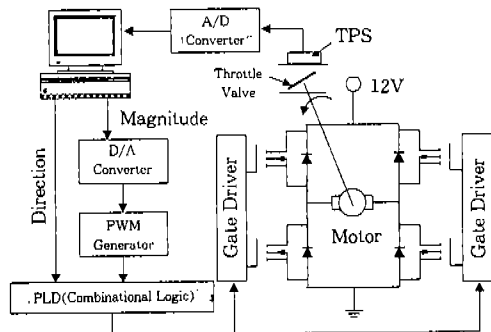 A/D
Converter
TPS
Throttle
Valve
12V
Magnitude
D/A
Converter
Direction
PWM
Generator
Gate Driver
Motor
Gate Driver
PLD(Combinational Logic)